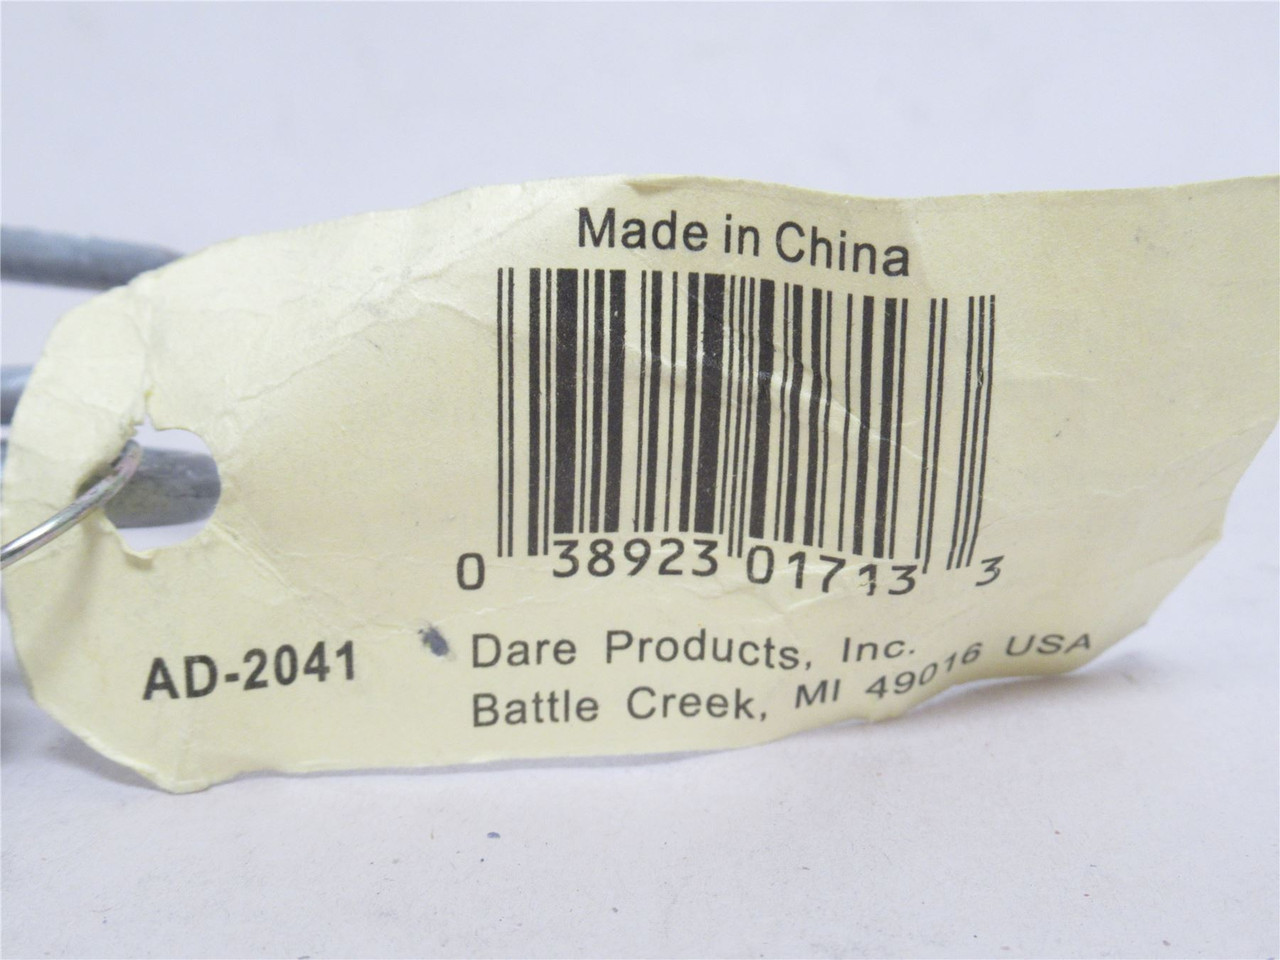 Made in China
0 38923 01713 3
AD-2041
Dare Products, Inc.
Battle Creek, MI 49016 USA